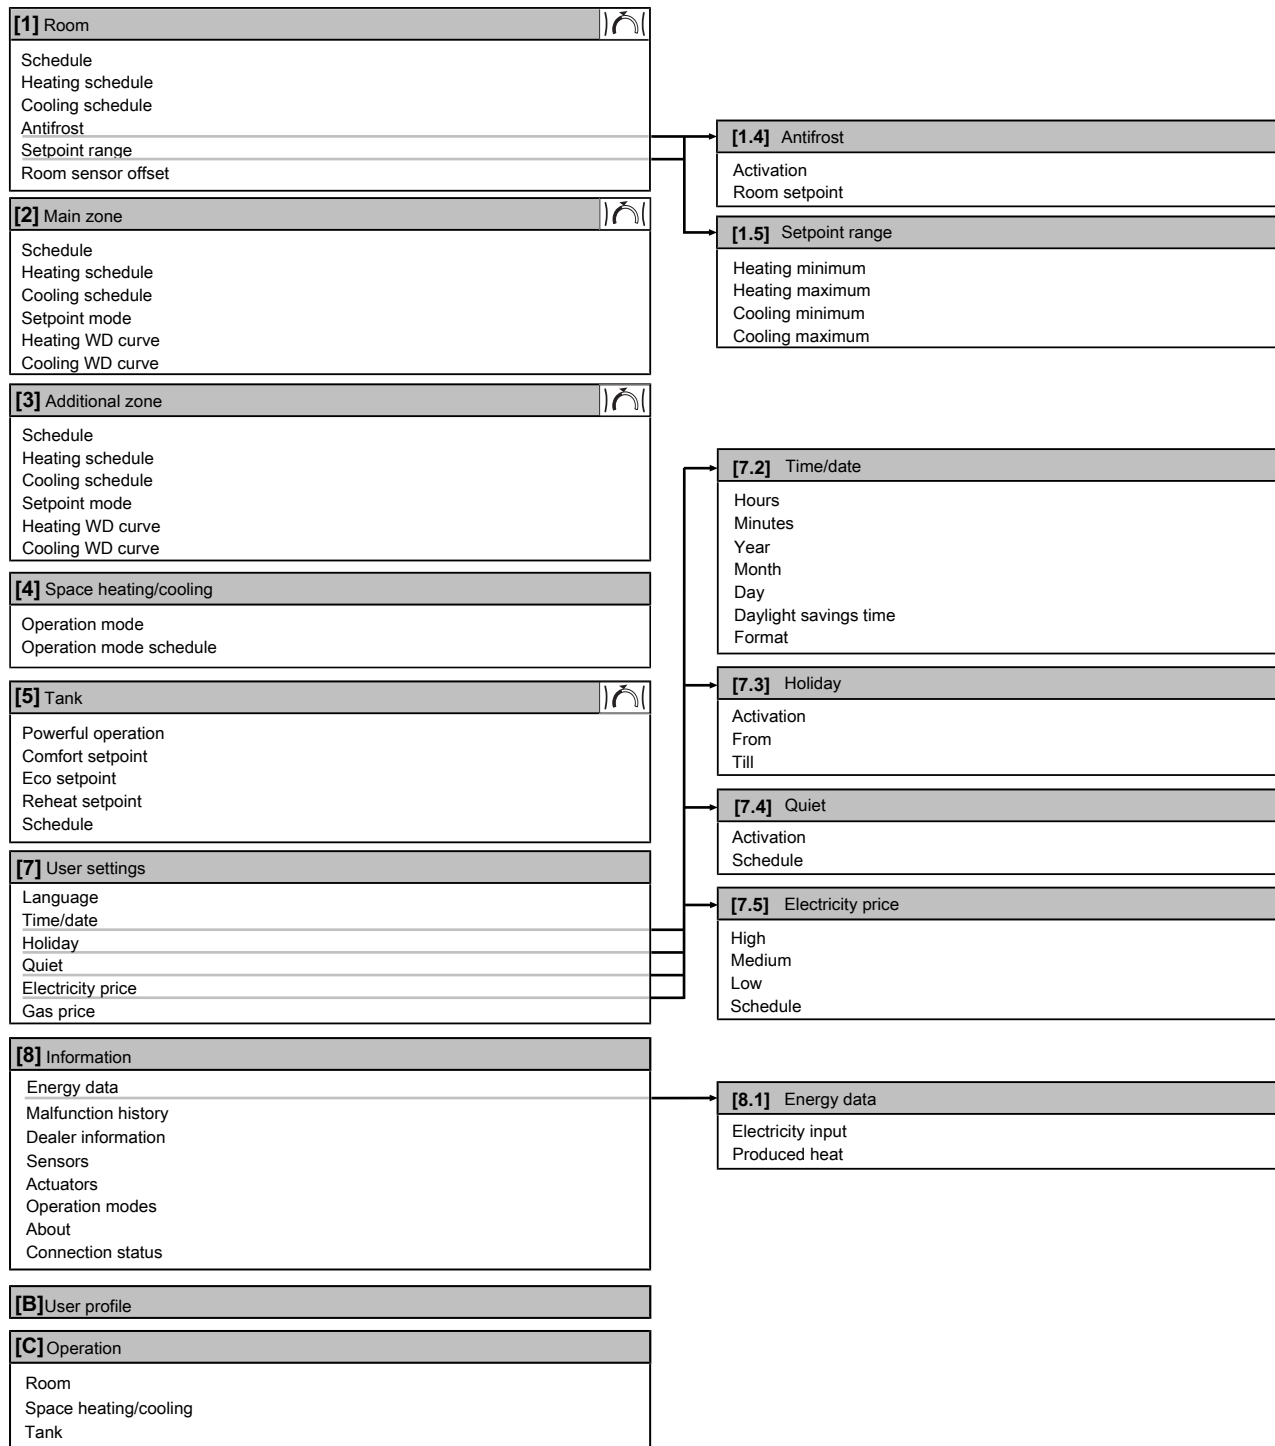 [1] Room
Schedule
Heating schedule
Cooling schedule
Antifrost
Setpoint range
Room sensor offset
[2] Main zone
Schedule
Heating schedule
Cooling schedule
Setpoint mode
Heating WD curve
Cooling WD curve
[3] Additional zone
Schedule
Heating schedule
Cooling schedule
Setpoint mode
Heating WD curve
Cooling WD curve
[4] Space heating/cooling
Operation mode
Operation mode schedule
[5] Tank
Powerful operation
Comfort setpoint
Eco setpoint
Reheat setpoint
Schedule
[7] User settings
Language
Time/date
Holiday
Quiet
Electricity price
Gas price
[8] Information
Energy data
Malfunction history
Dealer information
Sensors
Actuators
Operation modes
About
Connection status
[B] User profile
[C] Operation
Room
Space heating/cooling
Tank
[1.4] Antifrost
Activation
Room setpoint
[1.5] Setpoint range
Heating minimum
Heating maximum
Cooling minimum
Cooling maximum
[7.2] Time/date
Hours
Minutes
Year
Month
Day
Daylight savings time
Format
[7.3] Holiday
Activation
From
Till
[7.4] Quiet
Activation
Schedule
[7.5] Electricity price
High
Medium
Low
Schedule
[8.1] Energy data
Electricity input
Produced heat